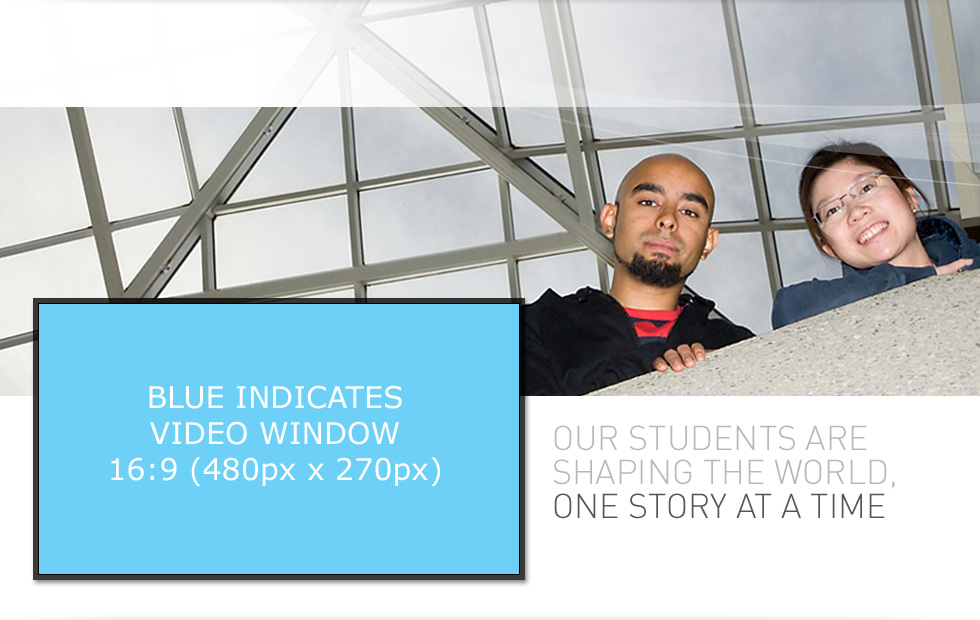 BLUE INDICATES
VIDEO WINDOW
16:9 (480px x 270px)
OUR STUDENTS ARE
SHAPING THE WORLD,
ONE STORY AT A TIME